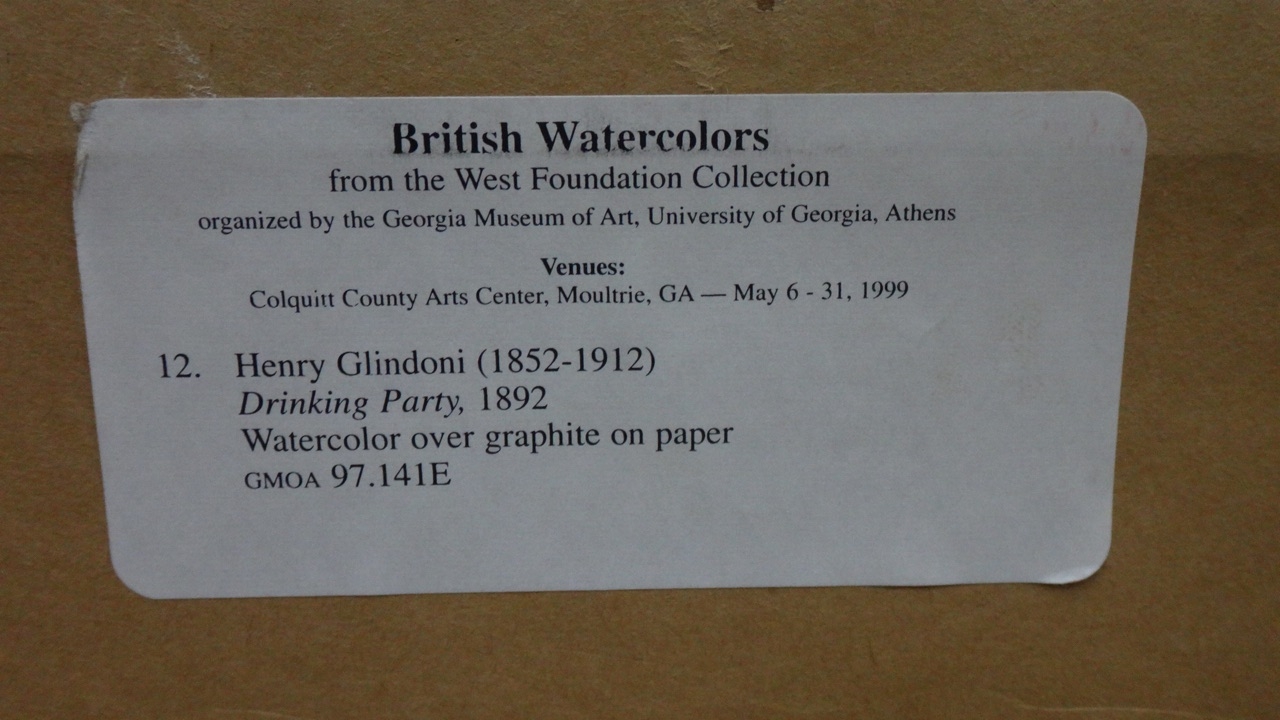 British Watercolors
from the West Foundation Collection
organized by the Georgia Museum of Art, University of Georgia, Athens
Venues:
Colquitt County Arts Center, Moultrie, GA — May 6 - 31, 1999
12. Henry Glindoni (1852-1912)
Drinking Party, 1892
Watercolor over graphite on paper
GMOA 97.141E